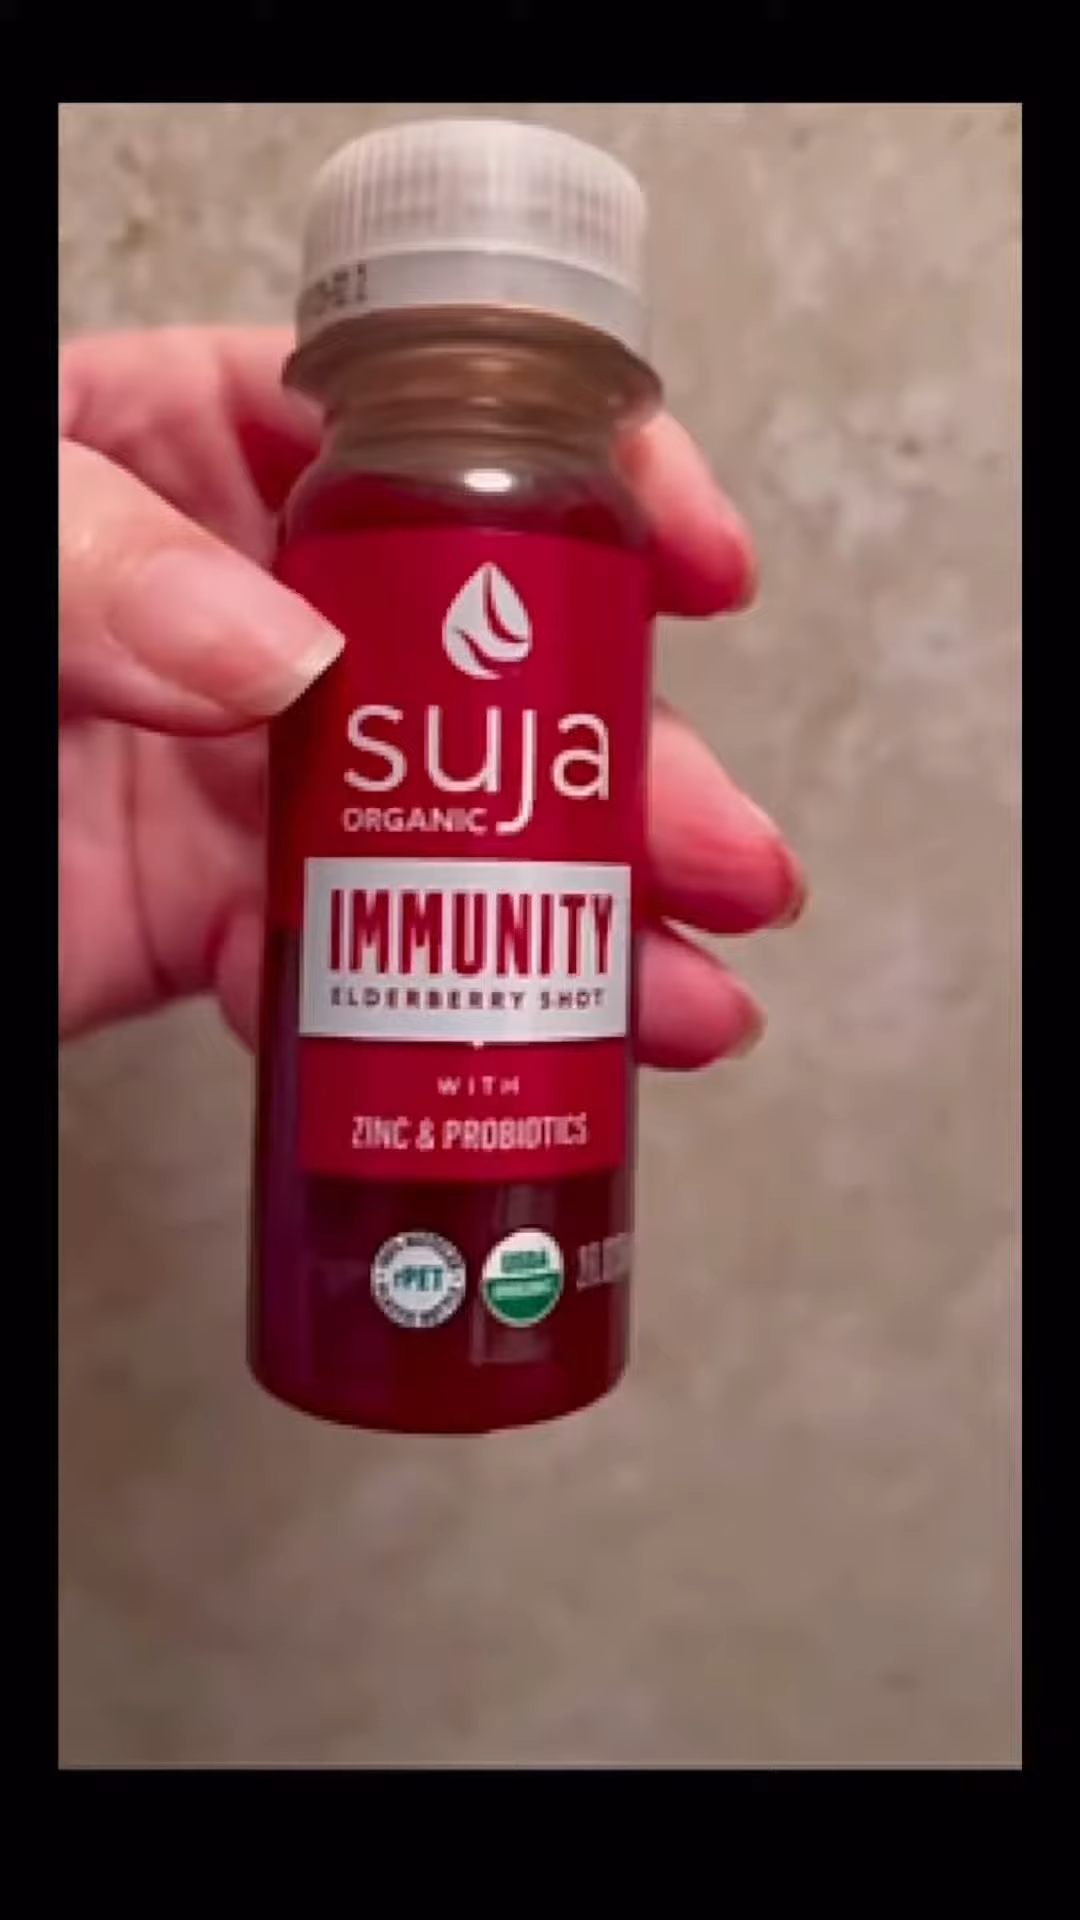 suja
ORGANIC
IMMUNITY
ELDERBERRY SHOT
WITH
ZINC & PROBIOTICS
rPET
USDA
ORGANIC